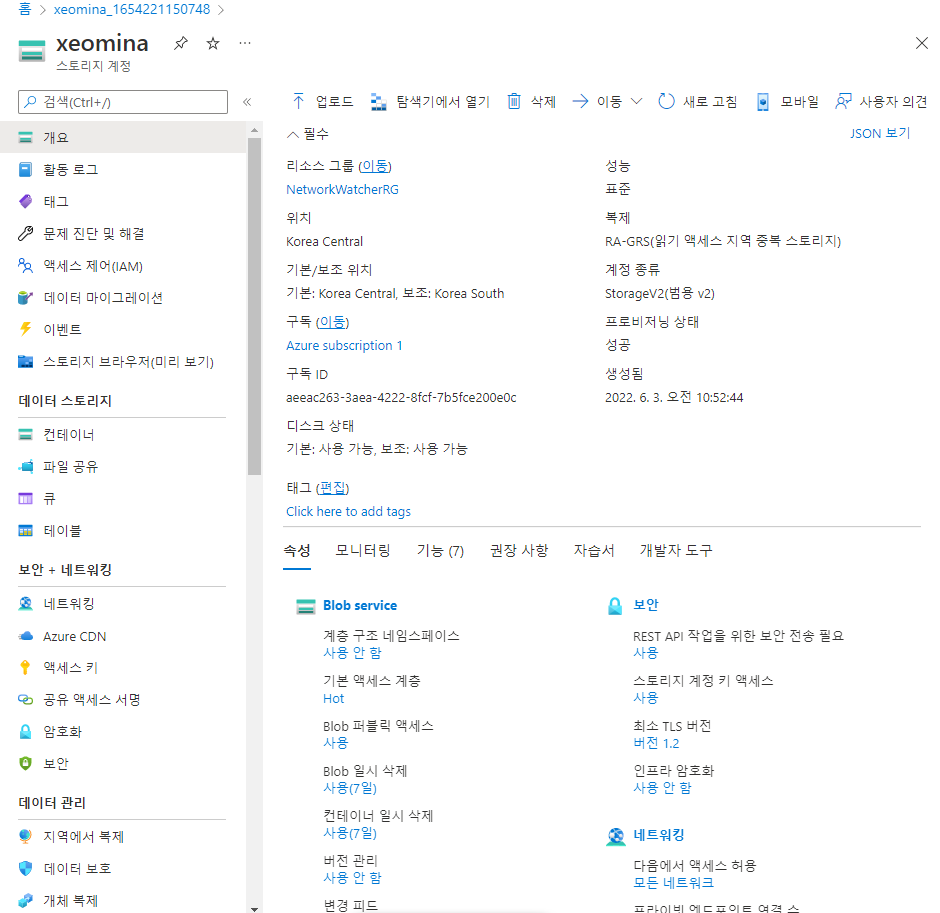 홈 > xeomina_1654221150748 >
xeomina
스토리지 계정
검색(Ctrl+/)
«
개요
활동 로그
태그
문제 진단 및 해결
액세스 제어(IAM)
데이터 마이그레이션
이벤트
스토리지 브라우저(미리 보기)
데이터 스토리지
컨테이너
파일 공유
큐
테이블
보안 + 네트워킹
네트워킹
Azure CDN
액세스 키
공유 액세스 서명
암호화
보안
데이터 관리
지역에서 복제
데이터 보호
개체 복제
업로드 탐색기에서 열기 삭제 이동 새로 고침 모바일 사용자 의견
필수
JSON 보기
리소스 그룹 (이동)
NetworkWatcherRG
위치
Korea Central
기본/보조 위치
기본: Korea Central, 보조: Korea South
구독 (이동)
Azure subscription 1
구독 ID
aeeac263-3aea-4222-8fcf-7b5fce200e0c
디스크 상태
기본: 사용 가능, 보조: 사용 가능
성능
표준
복제
RA-GRS(읽기 액세스 지역 중복 스토리지)
계정 종류
StorageV2(범용 v2)
프로비저닝 상태
성공
생성됨
2022. 6. 3. 오전 10:52:44
태그 (편집)
Click here to add tags
속성 모니터링 기능 (7) 권장 사항 자습서 개발자 도구
Blob service
계층 구조 네임스페이스
사용 안 함
기본 액세스 계층
Hot
Blob 퍼블릭 액세스
사용
Blob 일시 삭제
사용(7일)
컨테이너 일시 삭제
사용(7일)
버전 관리
사용 안 함
변경 피드
보안
REST API 작업을 위한 보안 전송 필요
사용
스토리지 계정 키 액세스
사용
최소 TLS 버전
버전 1.2
인프라 암호화
사용 안 함
네트워킹
다음에서 액세스 허용
모든 네트워크
프라이빗 엔드포인트 연결 수